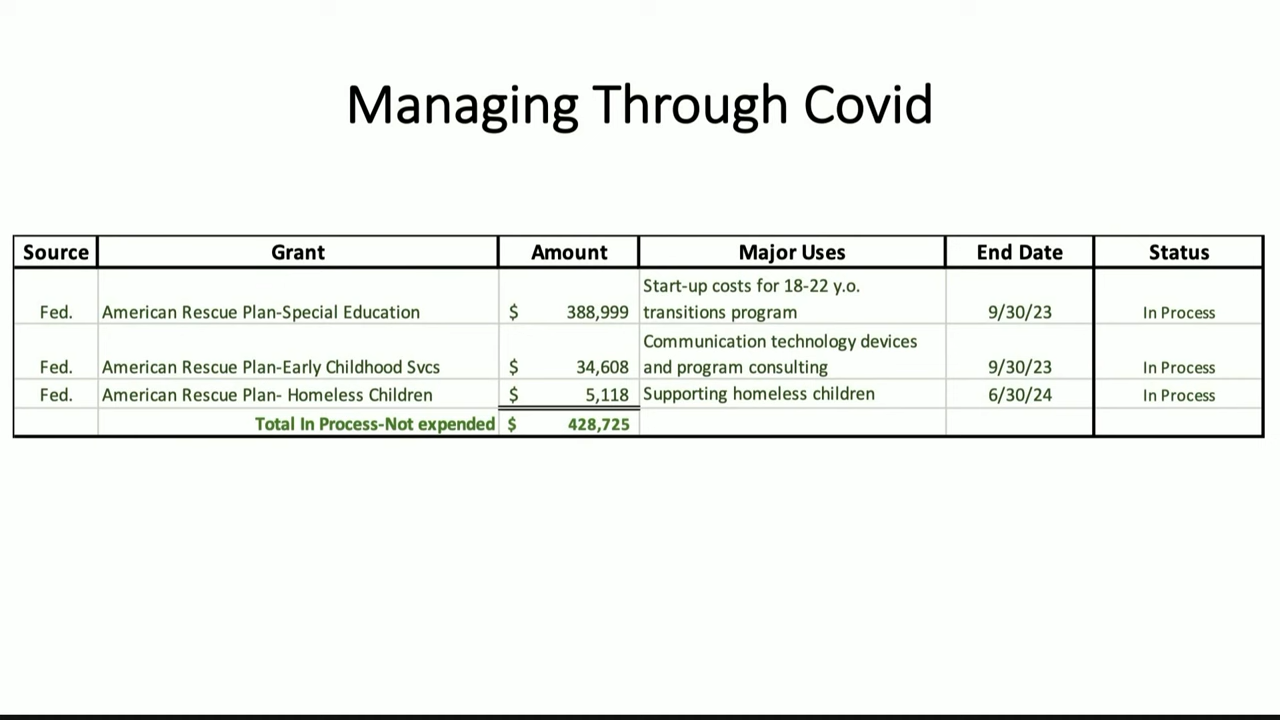 Managing Through Covid
Source Grant Amount Major Uses End Date Status
Start-up costs for 18-22 y.o.
Fed. American Rescue Plan-Special Education $ 388,999 transitions program 9/30/23 In Process
Communication technology devices
Fed. American Rescue Plan-Early Childhood Svcs $ 34,608 and program consulting 9/30/23 In Process
Fed. American Rescue Plan- Homeless Children $ 5,118 Supporting homeless children 6/30/24 In Process
Total In Process-Not expended $ 428,725